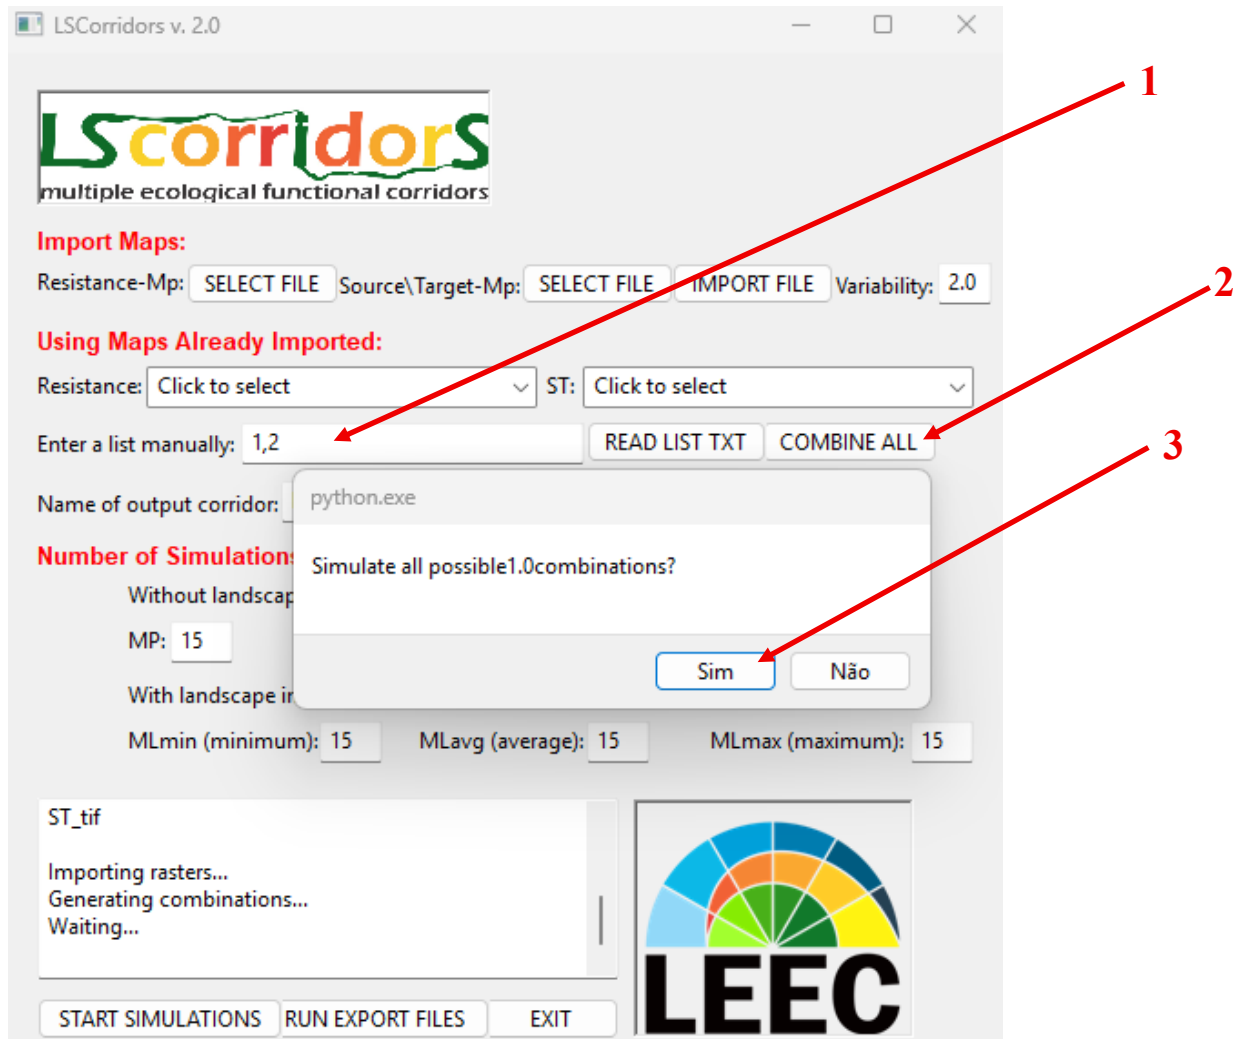 LSCorridors v. 2.0
1
LScorridorS
multiple ecological functional corridors
Import Maps:
Resistance-Mp: SELECT FILE Source\Target-Mp: SELECT FILE IMPORT FILE Variability: 2.0
2
Using Maps Already Imported:
Resistance: Click to select ST: Click to select
Enter a list manually: 1,2 READ LIST TXT COMBINE ALL
3
Name of output corridor:
python.exe
Number of Simulations
Simulate all possible1.0combinations?
Without landscap
MP: 15
Sim Não
With landscape in
MLmin (minimum): 15 MLavg (average): 15 MLmax (maximum): 15
ST_tif
Importing rasters...
Generating combinations...
Waiting...
LEEC
START SIMULATIONS RUN EXPORT FILES EXIT